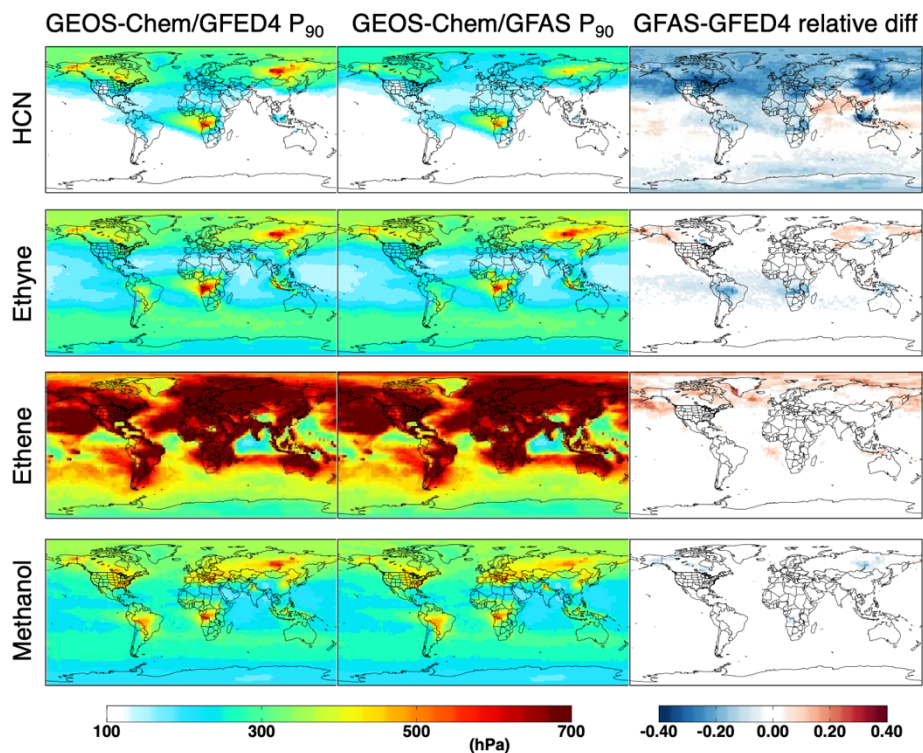 GEOS-Chem/GFED4 P90 GEOS-Chem/GFAS P90 GFAS-GFED4 relative diff
HCN
Ethyne
Ethene
Methanol
100 300 500 700 -0.40 -0.20 0.00 0.20 0.40
(hPa)